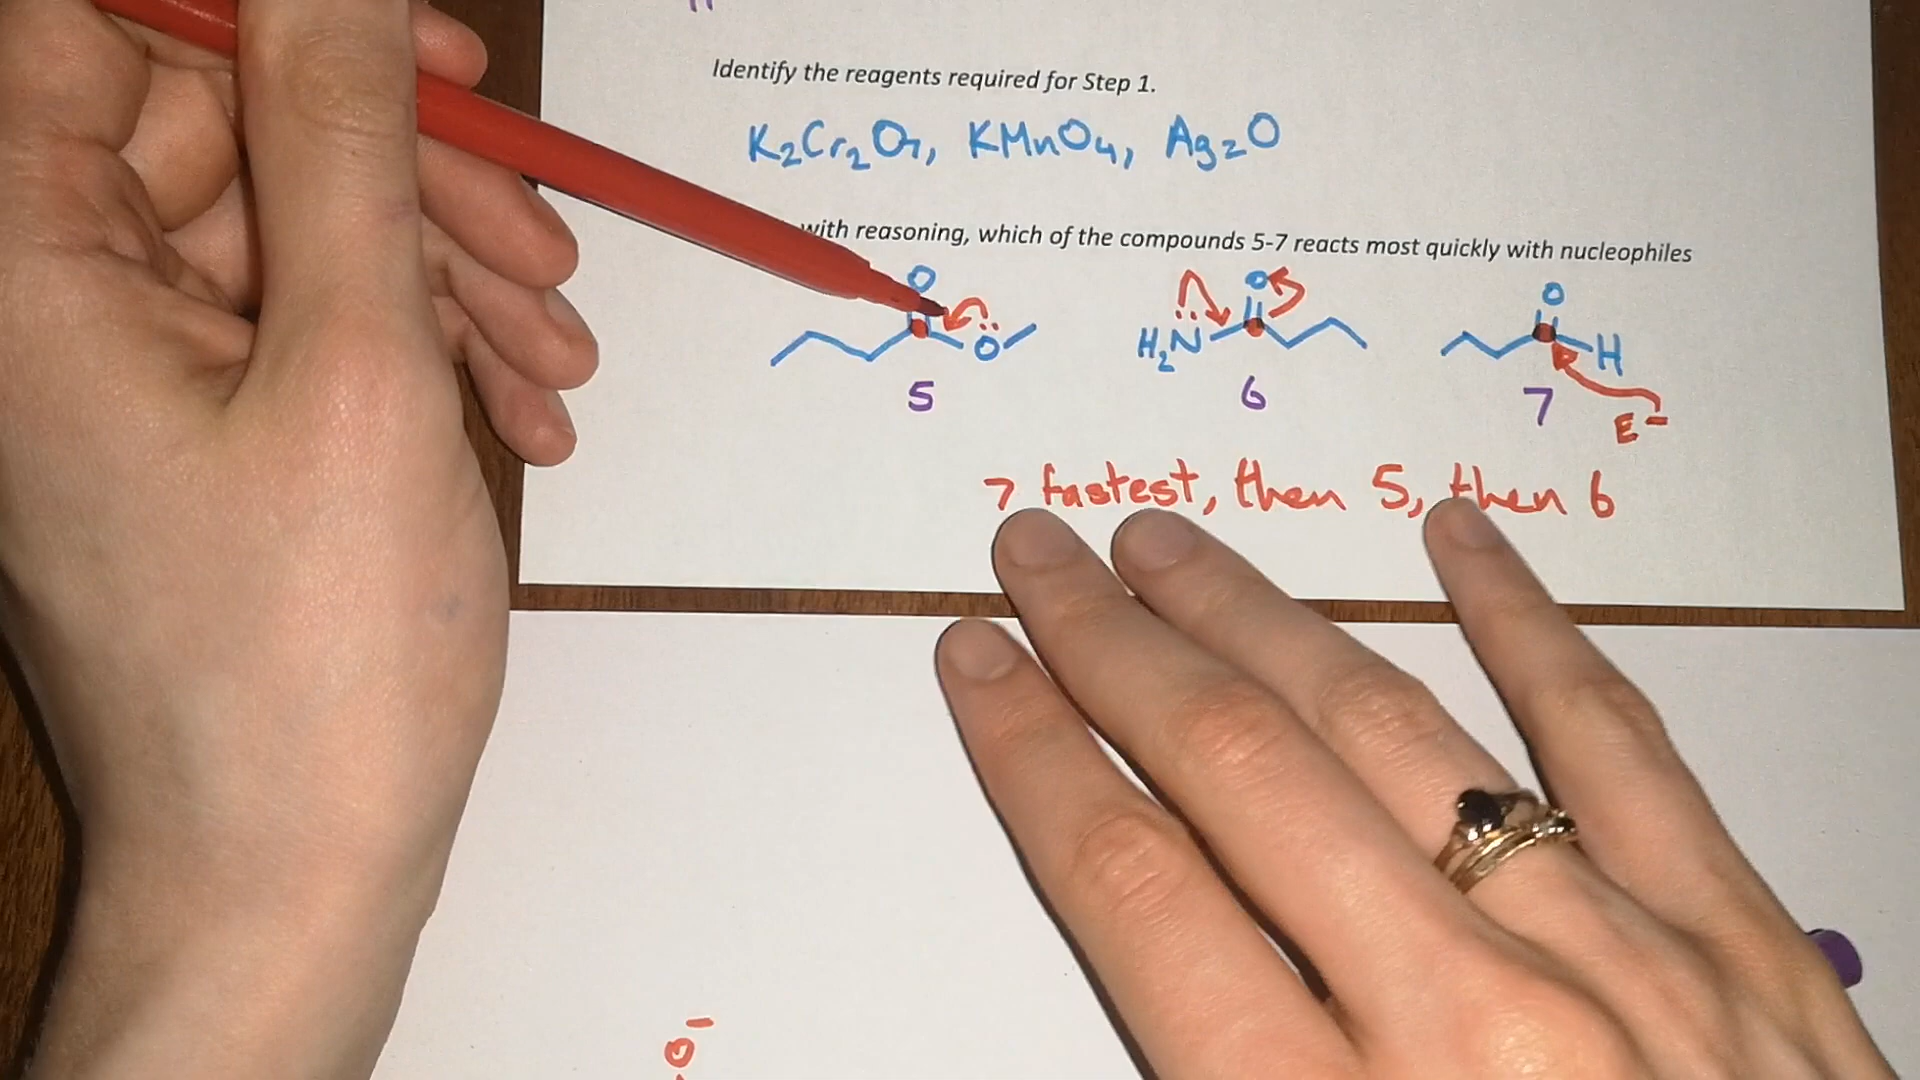 Identify the reagents required for Step 1.
K₂Cr₂O₇, KMnO₄, Ag₂O
with reasoning, which of the compounds 5-7 reacts most quickly with nucleophiles
O O O
O H₂N H
5 6 7
E⁻
7 fastest, then 5, then 6
O⁻